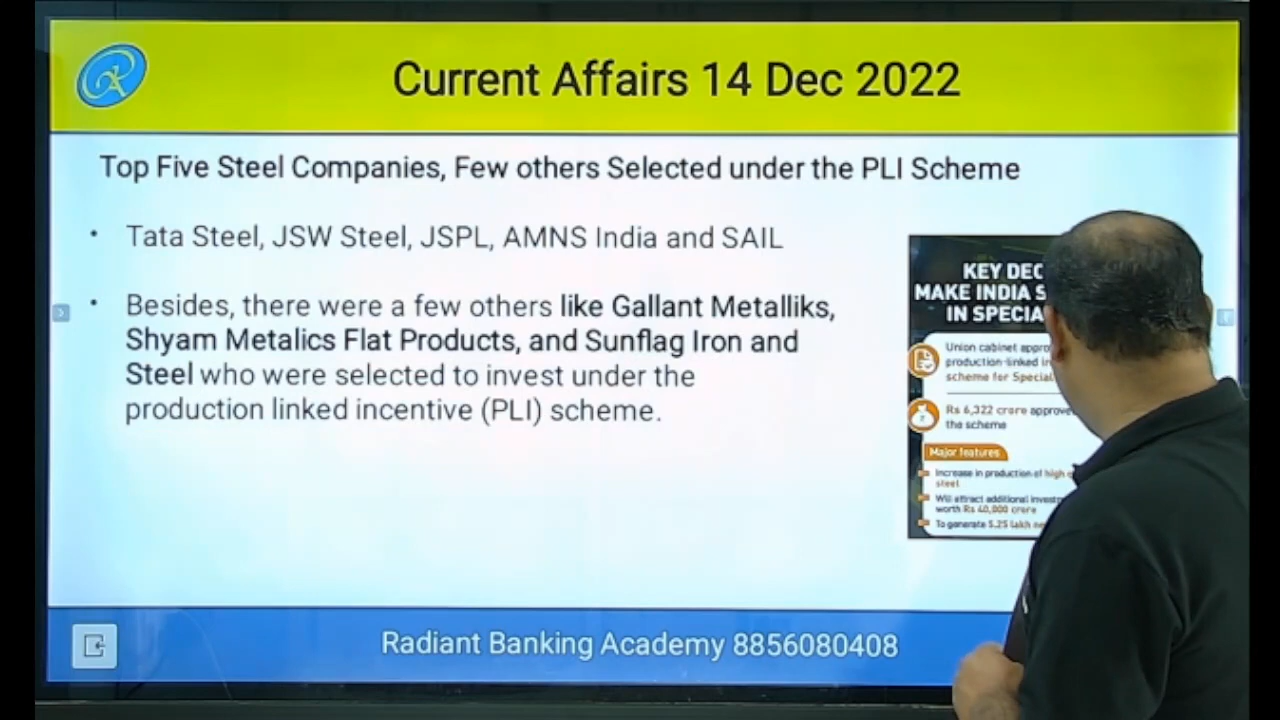 Current Affairs 14 Dec 2022
Top Five Steel Companies, Few others Selected under the PLI Scheme
• Tata Steel, JSW Steel, JSPL, AMNS India and SAIL
• Besides, there were a few others like Gallant Metalliks,
Shyam Metalics Flat Products, and Sunflag Iron and
Steel who were selected to invest under the
production linked incentive (PLI) scheme.
KEY DEC
MAKE INDIA S
IN SPECIA
Union cabinet appro
production-linked in
scheme for Special
Rs 6,322 crore approve
the scheme
Major features
Increase in production of high
steel
Will attract additional invest
worth Rs 40,000 crore
To generate 5.25 lakh
Radiant Banking Academy 8856080408